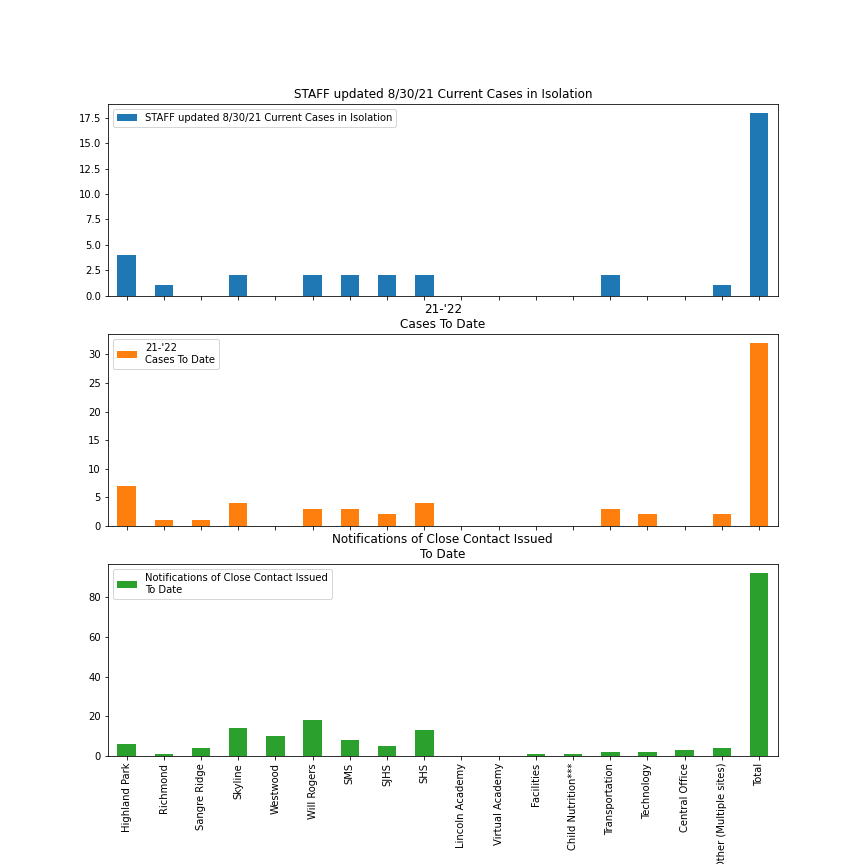 STAFF updated 8/30/21 Current Cases in Isolation
STAFF updated 8/30/21 Current Cases in Isolation
17.5
15.0
12.5
10.0
7.5
5.0
2.5
0.0
21-'22
Cases To Date
21-'22
Cases To Date
30
25
20
15
10
5
0
Notifications of Close Contact Issued
To Date
Notifications of Close Contact Issued
To Date
80
60
40
20
0
Highland Park
Richmond
Sangre Ridge
Skyline
Westwood
Will Rogers
SMS
SJHS
SHS
Lincoln Academy
Virtual Academy
Facilities
Child Nutrition***
Transportation
Technology
Central Office
(Multiple sites)
Total